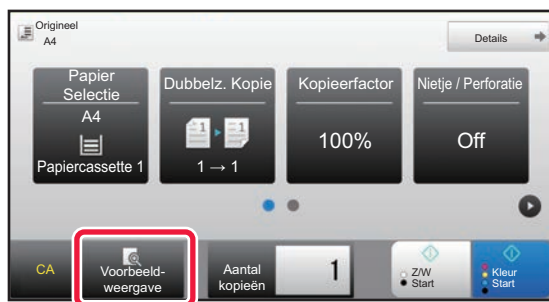 Origineel
A4
Details
Papier
Selectie
A4
Papiercassette 1
Dubbelz. Kopie
1 → 1
Kopieerfactor
100%
Nietje / Perforatie
Off
CA
Voorbeeld-
weergave
Aantal
kopieën
1
Z/W
Start
Kleur
Start